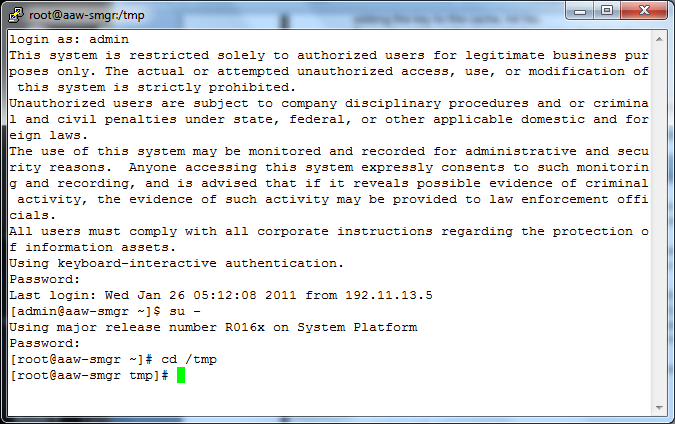 root@aaw-smgr:/tmp
login as: admin
This system is restricted solely to authorized users for legitimate business pur
poses only. The actual or attempted unauthorized access, use, or modification of
 this system is strictly prohibited.
Unauthorized users are subject to company disciplinary procedures and or crimina
l and civil penalties under state, federal, or other applicable domestic and for
eign laws.
The use of this system may be monitored and recorded for administrative and secu
rity reasons.  Anyone accessing this system expressly consents to such monitorin
g and recording, and is advised that if it reveals possible evidence of criminal
 activity, the evidence of such activity may be provided to law enforcement offi
cials.
All users must comply with all corporate instructions regarding the protection o
f information assets.
Using keyboard-interactive authentication.
Password:
Last login: Wed Jan 26 05:12:08 2011 from 192.11.13.5
[admin@aaw-smgr ~]$ su -
Using major release number R016x on System Platform
Password:
[root@aaw-smgr ~]# cd /tmp
[root@aaw-smgr tmp]#